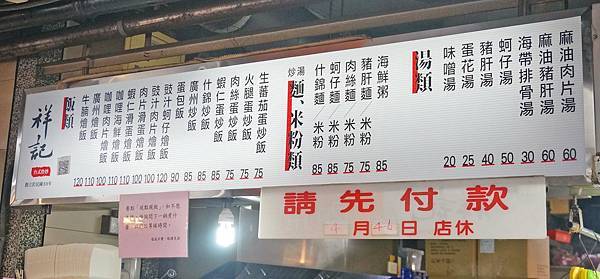 祥記
飯類
牛腩燴飯 120
廣州燴飯 110
咖哩肉片燴飯 110
咖哩海鮮燴飯 110
蝦仁滑蛋燴飯 110
肉片滑蛋燴飯 100
豉汁肉片燴飯 100
豉汁蚵仔燴飯 100
蛋包飯 90
廣州炒飯 85
什錦炒飯 85
蝦仁蛋炒飯 85
肉絲蛋炒飯 75
火腿蛋炒飯 75
生蕃茄蛋炒飯 75
炒湯
麵、米粉類
什錦麵/米粉 85
蚵仔麵/米粉 85
肉絲麵/米粉 75
豬肝麵/米粉 75
海鮮粥 85
湯類
味噌湯 20
蛋花湯 25
豬肝湯 40
蚵仔湯 50
海帶排骨湯 30
麻油豬肝湯 60
麻油肉片湯 60
請先付款
月 日 店休